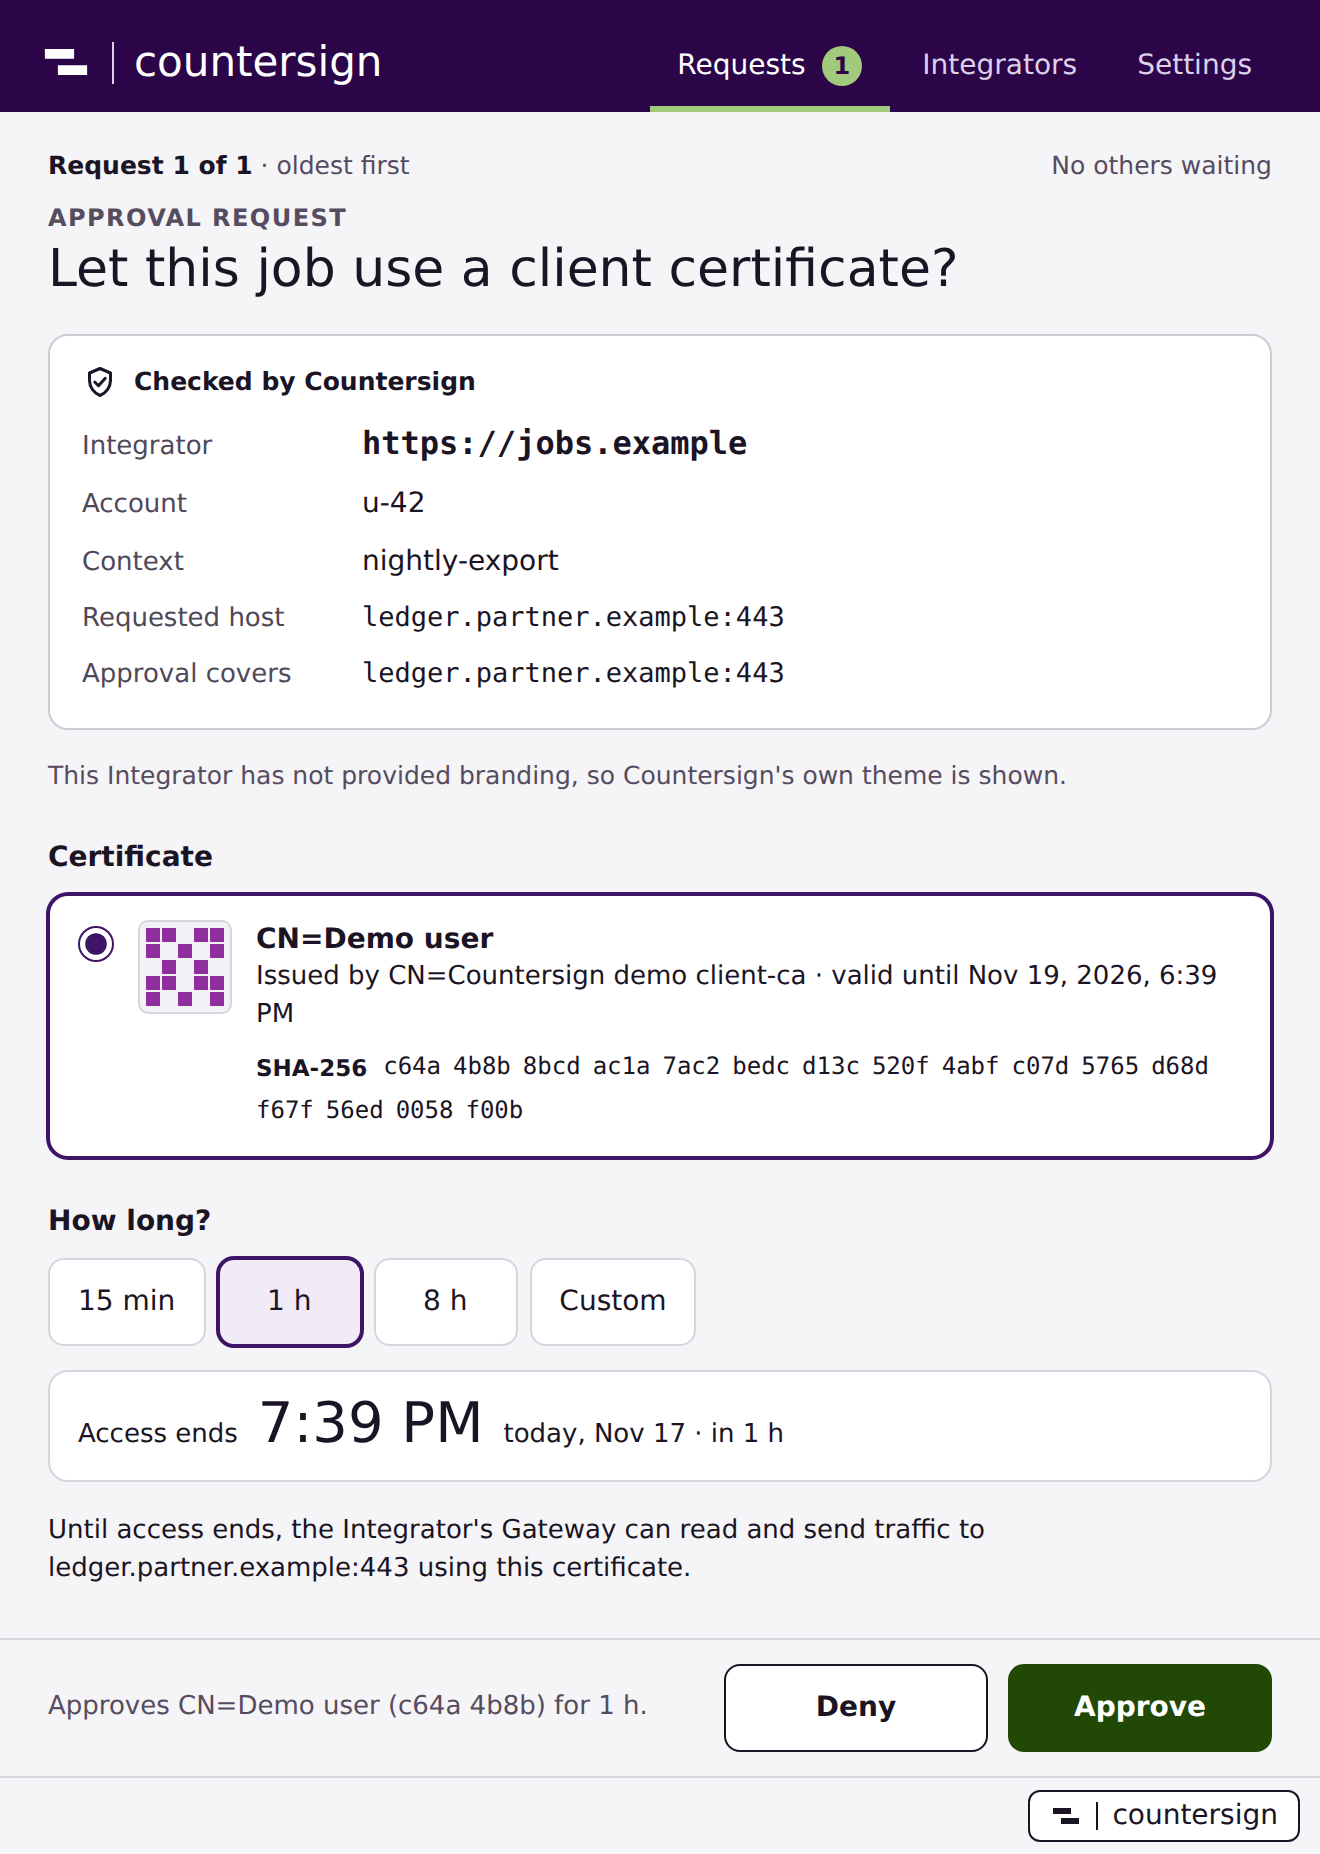 countersign
Requests 1 Integrators Settings
Request 1 of 1 · oldest first
No others waiting
APPROVAL REQUEST
Let this job use a client certificate?
Checked by Countersign
Integrator https://jobs.example
Account u-42
Context nightly-export
Requested host ledger.partner.example:443
Approval covers ledger.partner.example:443
This Integrator has not provided branding, so Countersign's own theme is shown.
Certificate
CN=Demo user
Issued by CN=Countersign demo client-ca · valid until Nov 19, 2026, 6:39
PM
SHA-256 c64a 4b8b 8bcd ac1a 7ac2 bedc d13c 520f 4abf c07d 5765 d68d
f67f 56ed 0058 f00b
How long?
15 min 1 h 8 h Custom
Access ends 7:39 PM today, Nov 17 · in 1 h
Until access ends, the Integrator's Gateway can read and send traffic to
ledger.partner.example:443 using this certificate.
Approves CN=Demo user (c64a 4b8b) for 1 h.
Deny Approve
countersign